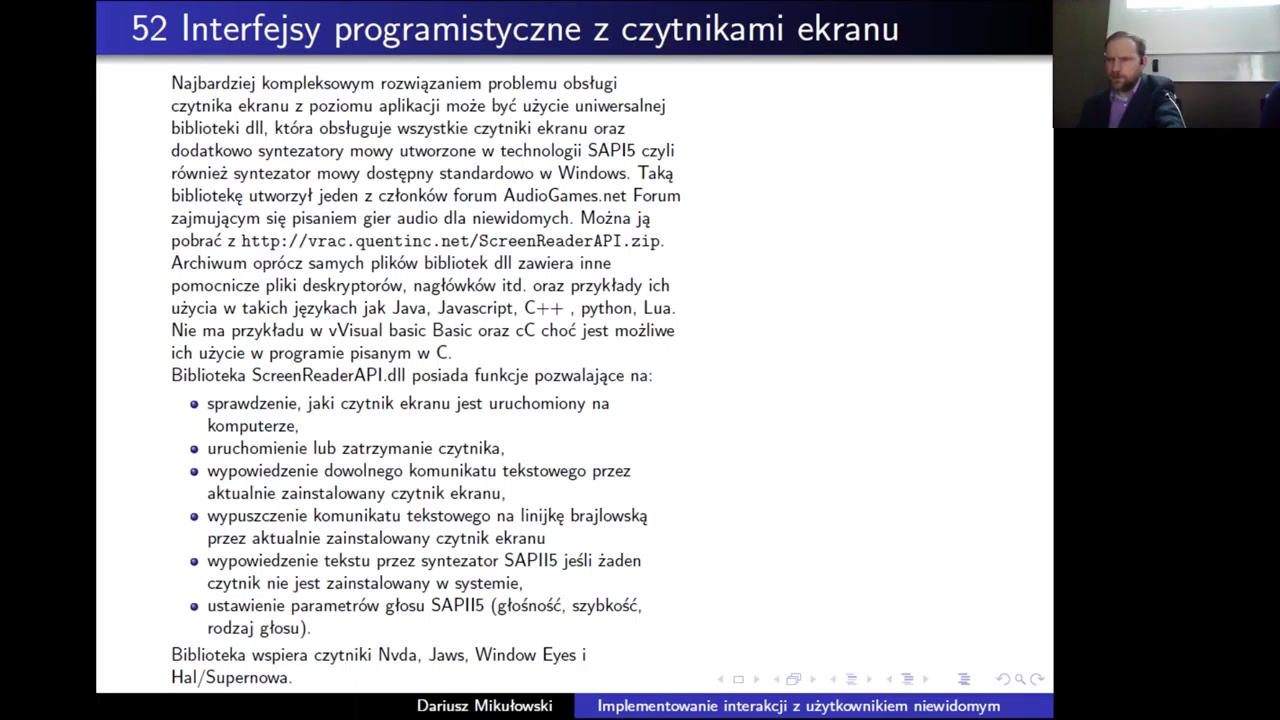 52 Interfejsy programistyczne z czytnikami ekranu
Najbardziej kompleksowym rozwiązaniem problemu obsługi
czytnika ekranu z poziomu aplikacji może być użycie uniwersalnej
biblioteki dll, która obsługuje wszystkie czytniki ekranu oraz
dodatkowo syntezatory mowy utworzone w technologii SAPI5 czyli
również syntezator mowy dostępny standardowo w Windows. Taką
bibliotekę utworzył jeden z członków forum AudioGames.net Forum
zajmującym się pisaniem gier audio dla niewidomych. Można ją
pobrać z http://vrac.quentinc.net/ScreenReaderAPI.zip.
Archiwum oprócz samych plików bibliotek dll zawiera inne
pomocnicze pliki deskryptorów, nagłówków itd. oraz przykłady ich
użycia w takich językach jak Java, Javascript, C++ , python, Lua.
Nie ma przykładu w vVisual basic Basic oraz cC choć jest możliwe
ich użycie w programie pisanym w C.
Biblioteka ScreenReaderAPI.dll posiada funkcje pozwalające na:
sprawdzenie, jaki czytnik ekranu jest uruchomiony na
komputerze,
uruchomienie lub zatrzymanie czytnika,
wypowiedzenie dowolnego komunikatu tekstowego przez
aktualnie zainstalowany czytnik ekranu,
wypuszczenie komunikatu tekstowego na linijkę brajlowską
przez aktualnie zainstalowany czytnik ekranu
wypowiedzenie tekstu przez syntezator SAPII5 jeśli żaden
czytnik nie jest zainstalowany w systemie,
ustawienie parametrów głosu SAPII5 (głośność, szybkość,
rodzaj głosu).
Biblioteka wspiera czytniki Nvda, Jaws, Window Eyes i
Hal/Supernowa.
Dariusz Mikułowski
Implementowanie interakcji z użytkownikiem niewidomym